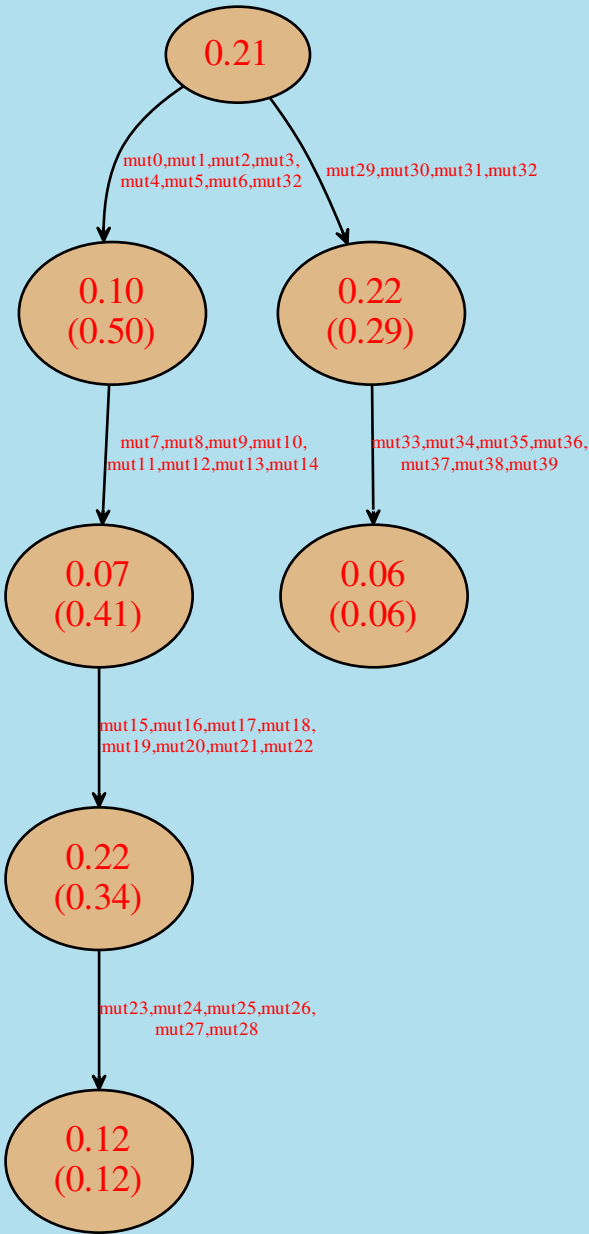 0.21
mut0,mut1,mut2,mut3,
mut4,mut5,mut6,mut32
mut29,mut30,mut31,mut32
0.10
(0.50)
0.22
(0.29)
mut7,mut8,mut9,mut10,
mut11,mut12,mut13,mut14
mut33,mut34,mut35,mut36,
mut37,mut38,mut39
0.07
(0.41)
0.06
(0.06)
mut15,mut16,mut17,mut18,
mut19,mut20,mut21,mut22
0.22
(0.34)
mut23,mut24,mut25,mut26,
mut27,mut28
0.12
(0.12)